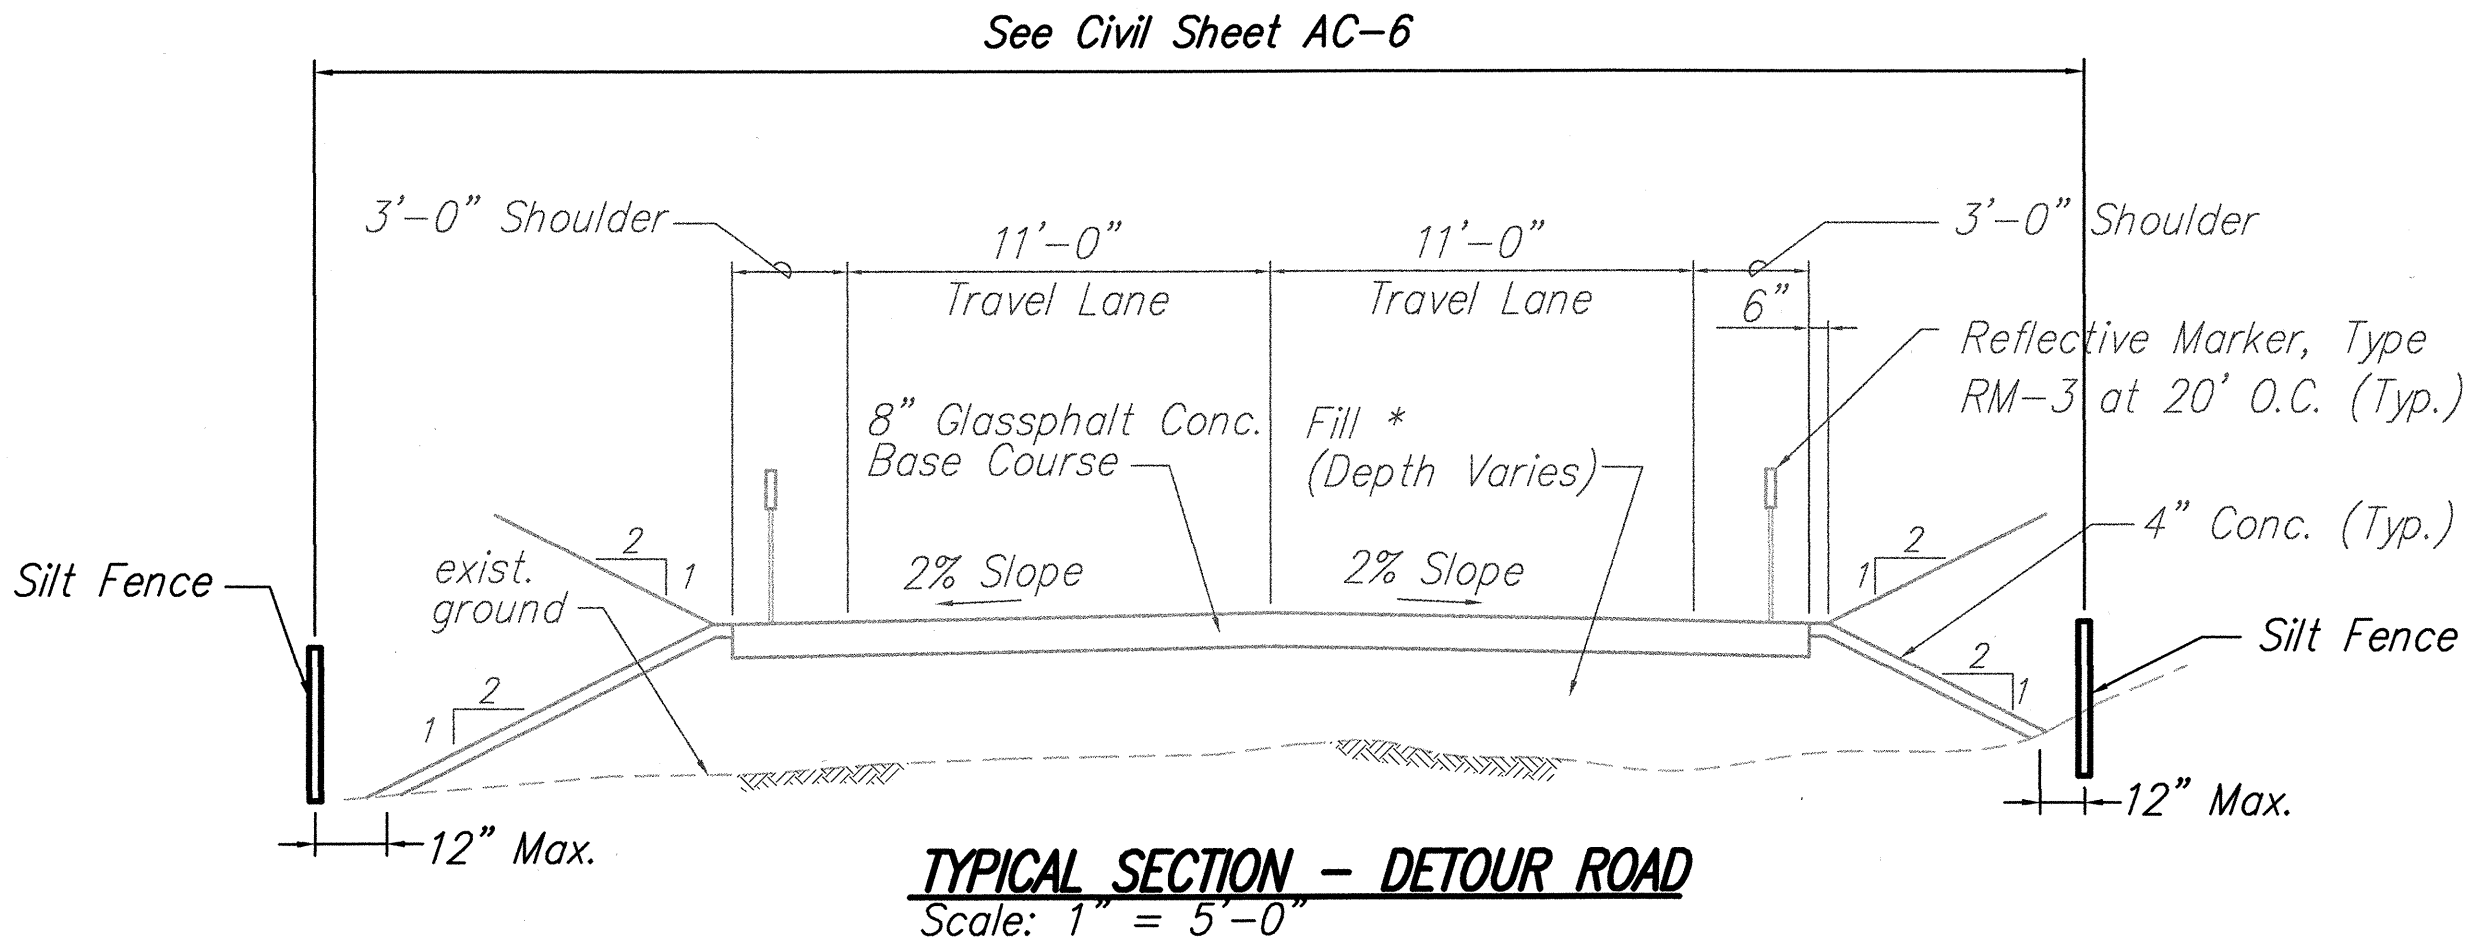 See Civil Sheet AC-6
3'-0" Shoulder
11'-0"
Travel Lane
11'-0"
Travel Lane
3'-0" Shoulder
6"
Reflective Marker, Type
RM-3 at 20' O.C. (Typ.)
8" Glassphalt Conc.
Base Course
Fill *
(Depth Varies)
4" Conc. (Typ.)
2
1
2
1
exist.
ground
2% Slope
2% Slope
Silt Fence
Silt Fence
2
1
2
1
12" Max.
12" Max.
TYPICAL SECTION - DETOUR ROAD
Scale: 1" = 5'-0"